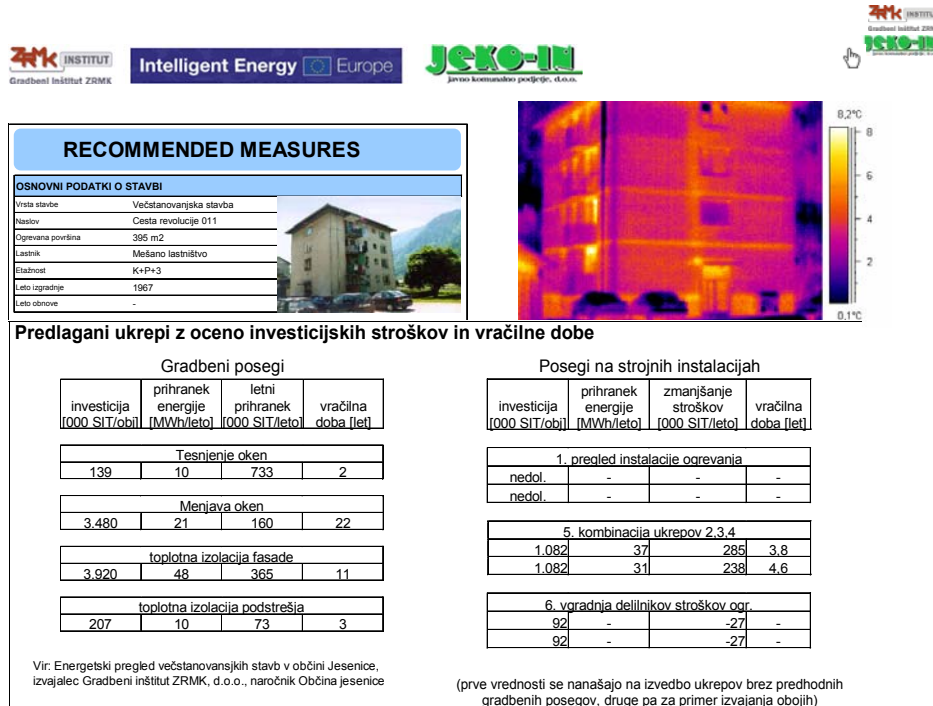 ZRMK INSTITUT
Gradbeni Inštitut ZRMK
Intelligent Energy Europe
JEKO-IN
javno komunalno podjetje, d.o.o.
ZRMK INSTITU
Gradbeni Inštitut ZRM
JEKO-IN
RECOMMENDED MEASURES
OSNOVNI PODATKI O STAVBI
Vrsta stavbe Večstanovanjska stavba
Naslov Cesta revolucije 011
Ogrevana površina 395 m2
Lastnik Mešano lastništvo
Etažnost K+P+3
Leto izgradnje 1967
Leto obnove -
8,2°C
8
6
4
2
0,1°C
Predlagani ukrepi z oceno investicijskih stroškov in vračilne dobe
Gradbeni posegi
prihranek letni
investicija energije prihranek vračilna
[000 SIT/obj] [MWh/leto] [000 SIT/leto] doba [let]
Tesnjenje oken
139 10 733 2
Menjava oken
3.480 21 160 22
toplotna izolacija fasade
3.920 48 365 11
toplotna izolacija podstrešja
207 10 73 3
Vir: Energetski pregled večstanovansjkih stavb v občini Jesenice,
izvajalec Gradbeni inštitut ZRMK, d.o.o., naročnik Občina jesenice
Posegi na strojnih instalacijah
prihranek zmanjšanje
investicija energije stroškov vračilna
[000 SIT/obj] [MWh/leto] [000 SIT/leto] doba [let]
1. pregled instalacije ogrevanja
nedol. - - -
nedol. - - -
5. kombinacija ukrepov 2,3,4
1.082 37 285 3,8
1.082 31 238 4,6
6. vgradnja delilnikov stroškov ogr.
92 - -27 -
92 - -27 -
(prve vrednosti se nanašajo na izvedbo ukrepov brez predhodnih
gradbenih posegov, druge pa za primer izvajanja obojih)